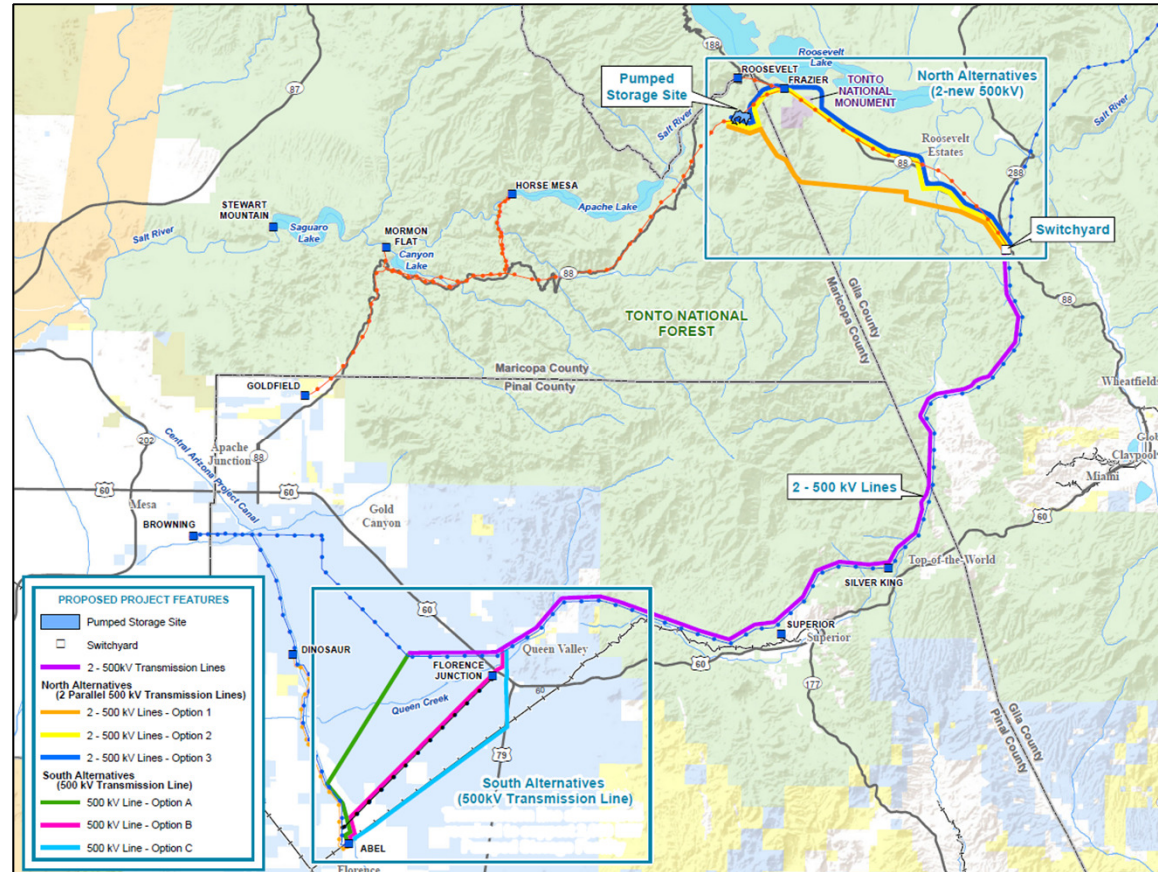 188
Roosevelt
Lake
ROOSEVELT
FRAZIER
Pumped
Storage Site
TONTO
NATIONAL
MONUMENT
North Alternatives
(2-new 500kV)
87
Salt River
Salt River
Roosevelt
Estates
88
288
HORSE MESA
Apache Lake
STEWART
MOUNTAIN
Saguaro
Lake
Salt River
MORMON
FLAT
Canyon
Lake
88
Switchyard
88
TONTO NATIONAL
FOREST
Gila County
Maricopa County
Maricopa County
Pinal County
GOLDFIELD
Wheatfields
Apache
Junction
88
202
Central Arizona Project Canal
Glob
Claypool
Miami
60
60
Mesa
2 - 500 kV Lines
60
Gold
Canyon
BROWNING
Top-of-the-World
SILVER KING
60
SUPERIOR
Superior
Queen Valley
DINOSAUR
FLORENCE
JUNCTION
60
60
177
Queen Creek
79
Gila County
Pinal County
South Alternatives
(500kV Transmission Line)
ABEL
Florence
PROPOSED PROJECT FEATURES
Pumped Storage Site
Switchyard
2 - 500kV Transmission Lines
North Alternatives
(2 Parallel 500 kV Transmission Lines)
2 - 500 kV Lines - Option 1
2 - 500 kV Lines - Option 2
2 - 500 kV Lines - Option 3
South Alternatives
(500 kV Transmission Line)
500 kV Line - Option A
500 kV Line - Option B
500 kV Line - Option C